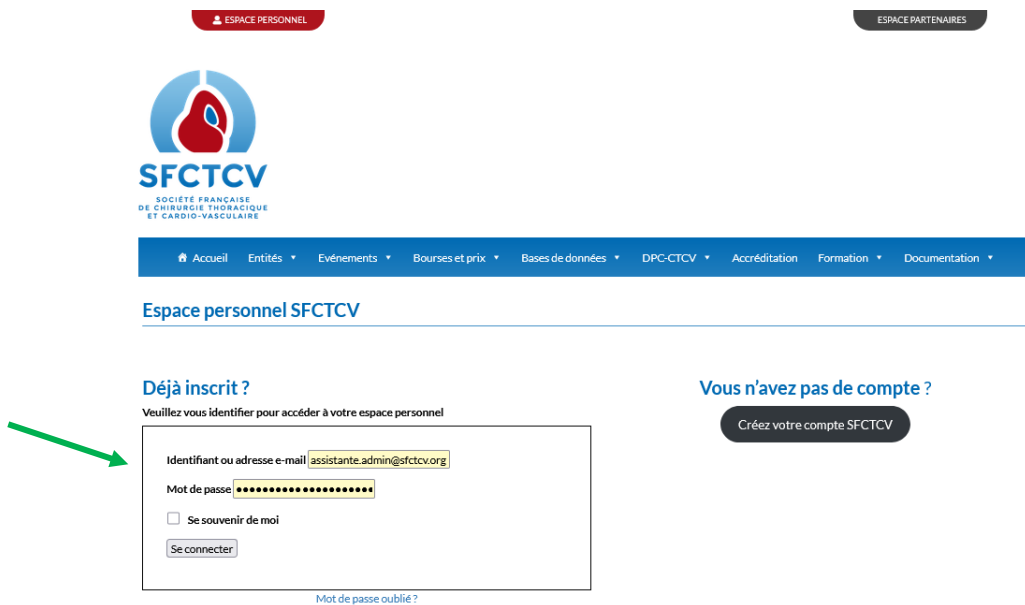 ESPACE PERSONNEL
ESPACE PARTENAIRES
SFCTCV
SOCIÉTÉ FRANÇAISE
DE CHIRURGIE THORACIQUE
ET CARDIO-VASCULAIRE
Accueil Entités Evénements Bourses et prix Bases de données DPC-CTCV Accréditation Formation Documentation
Espace personnel SFCTCV
Déjà inscrit ?
Veuillez vous identifier pour accéder à votre espace personnel
Identifiant ou adresse e-mail assistante.admin@sfctcv.org
Mot de passe •••••••••••••••••••••
Se souvenir de moi
Se connecter
Mot de passe oublié ?
Vous n'avez pas de compte ?
Créez votre compte SFCTCV